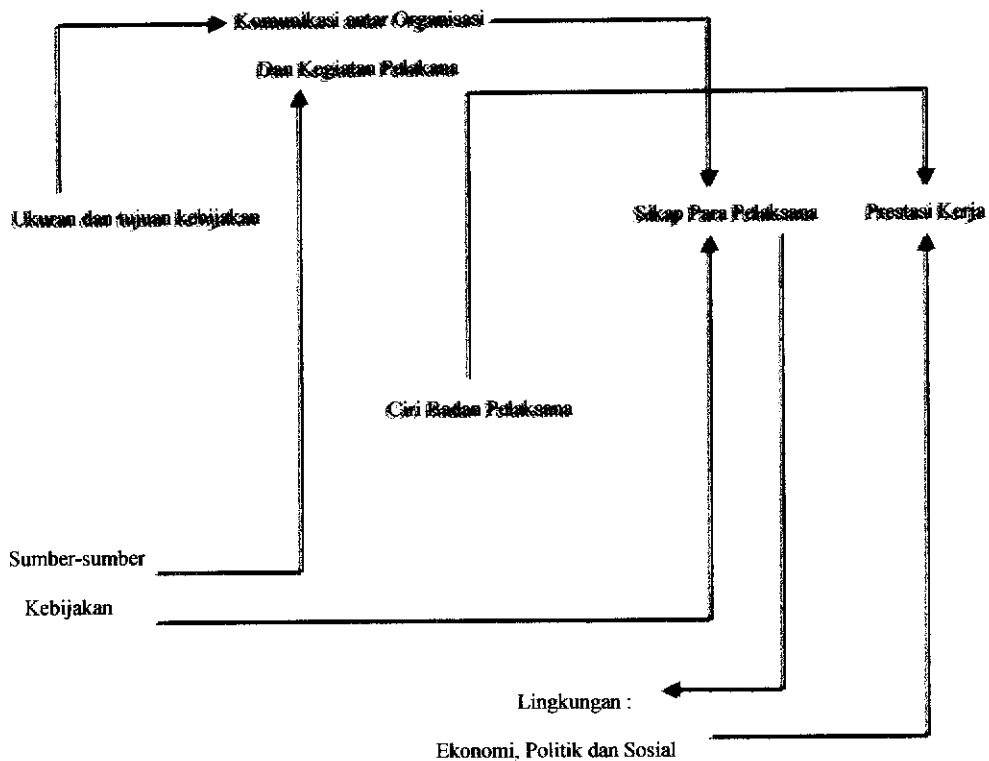 Komunikasi antar Organisasi
Dan Kegiatan Pelakana
Ukuran dan tujuan kebijakan
Sikap Para Pelaksana
Prestasi Kerja
Ciri Badan Pelaksana
Sumber-sumber
Kebijakan
Lingkungan :
Ekonomi, Politik dan Sosial